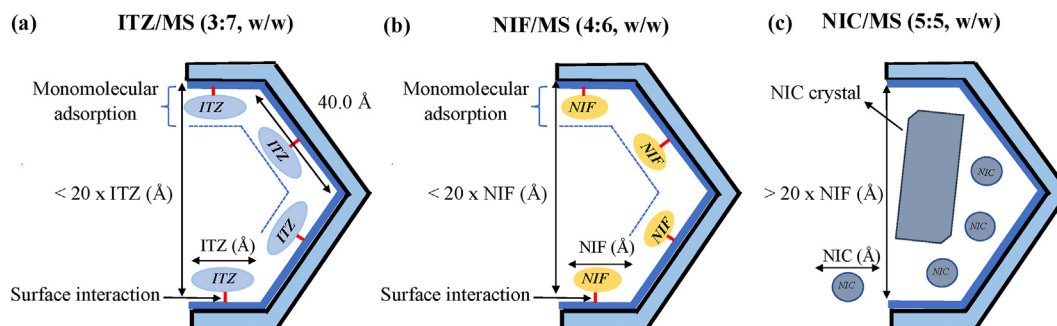 (a) ITZ/MS (3:7, w/w)
Monomolecular
adsorption
ITZ
40.0 Å
ITZ
< 20 x ITZ (Å)
ITZ
ITZ (Å)
ITZ
Surface interaction
(b) NIF/MS (4:6, w/w)
Monomolecular
adsorption
NIF
NIF
< 20 x NIF (Å)
NIF
NIF (Å)
NIF
Surface interaction
(c) NIC/MS (5:5, w/w)
NIC crystal
NIC
> 20 x NIF (Å)
NIC
NIC (Å)
NIC
NIC